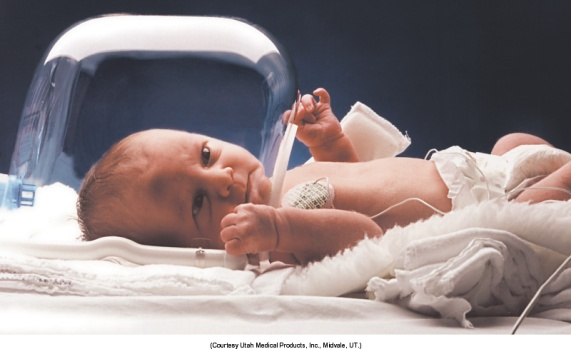 (Courtesy Utah Medical Products, Inc., Midvale, UT.)